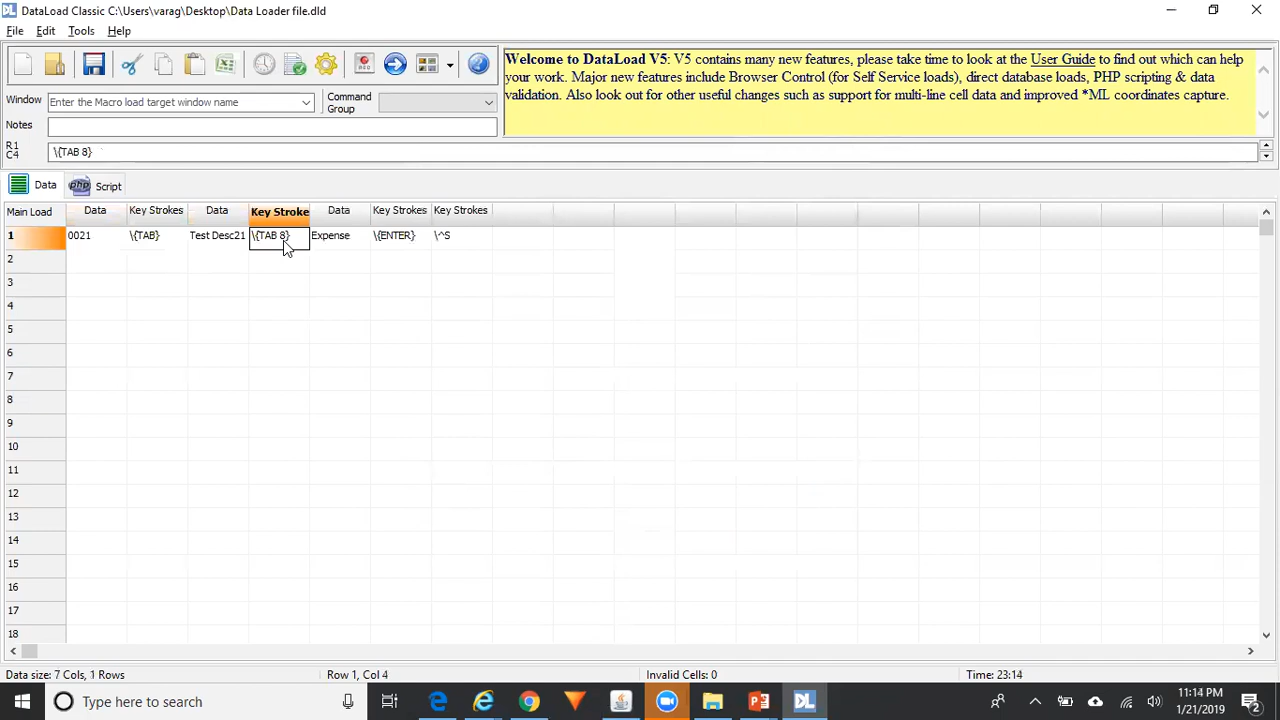 DataLoad Classic C:\Users\varag\Desktop\Data Loader file.dld
File Edit Tools Help
Window Enter the Macro load target window name Command Group
Notes
Welcome to DataLoad V5: V5 contains many new features, please take time to look at the User Guide to find out which can help
your work. Major new features include Browser Control (for Self Service loads), direct database loads, PHP scripting & data
validation. Also look out for other useful changes such as support for multi-line cell data and improved *ML coordinates capture.
R1
C4 \{TAB 8}
Data php Script
Main Load Data Key Strokes Data Key Stroke Data Key Strokes Key Strokes
1 0021 \{TAB} Test Desc21 \{TAB 8} Expense \{ENTER} \^S
2
3
4
5
6
7
8
9
10
11
12
13
14
15
16
17
18
Data size: 7 Cols, 1 Rows Row 1, Col 4 Invalid Cells: 0 Time: 23:14
Type here to search DL 11:14 PM
1/21/2019 2